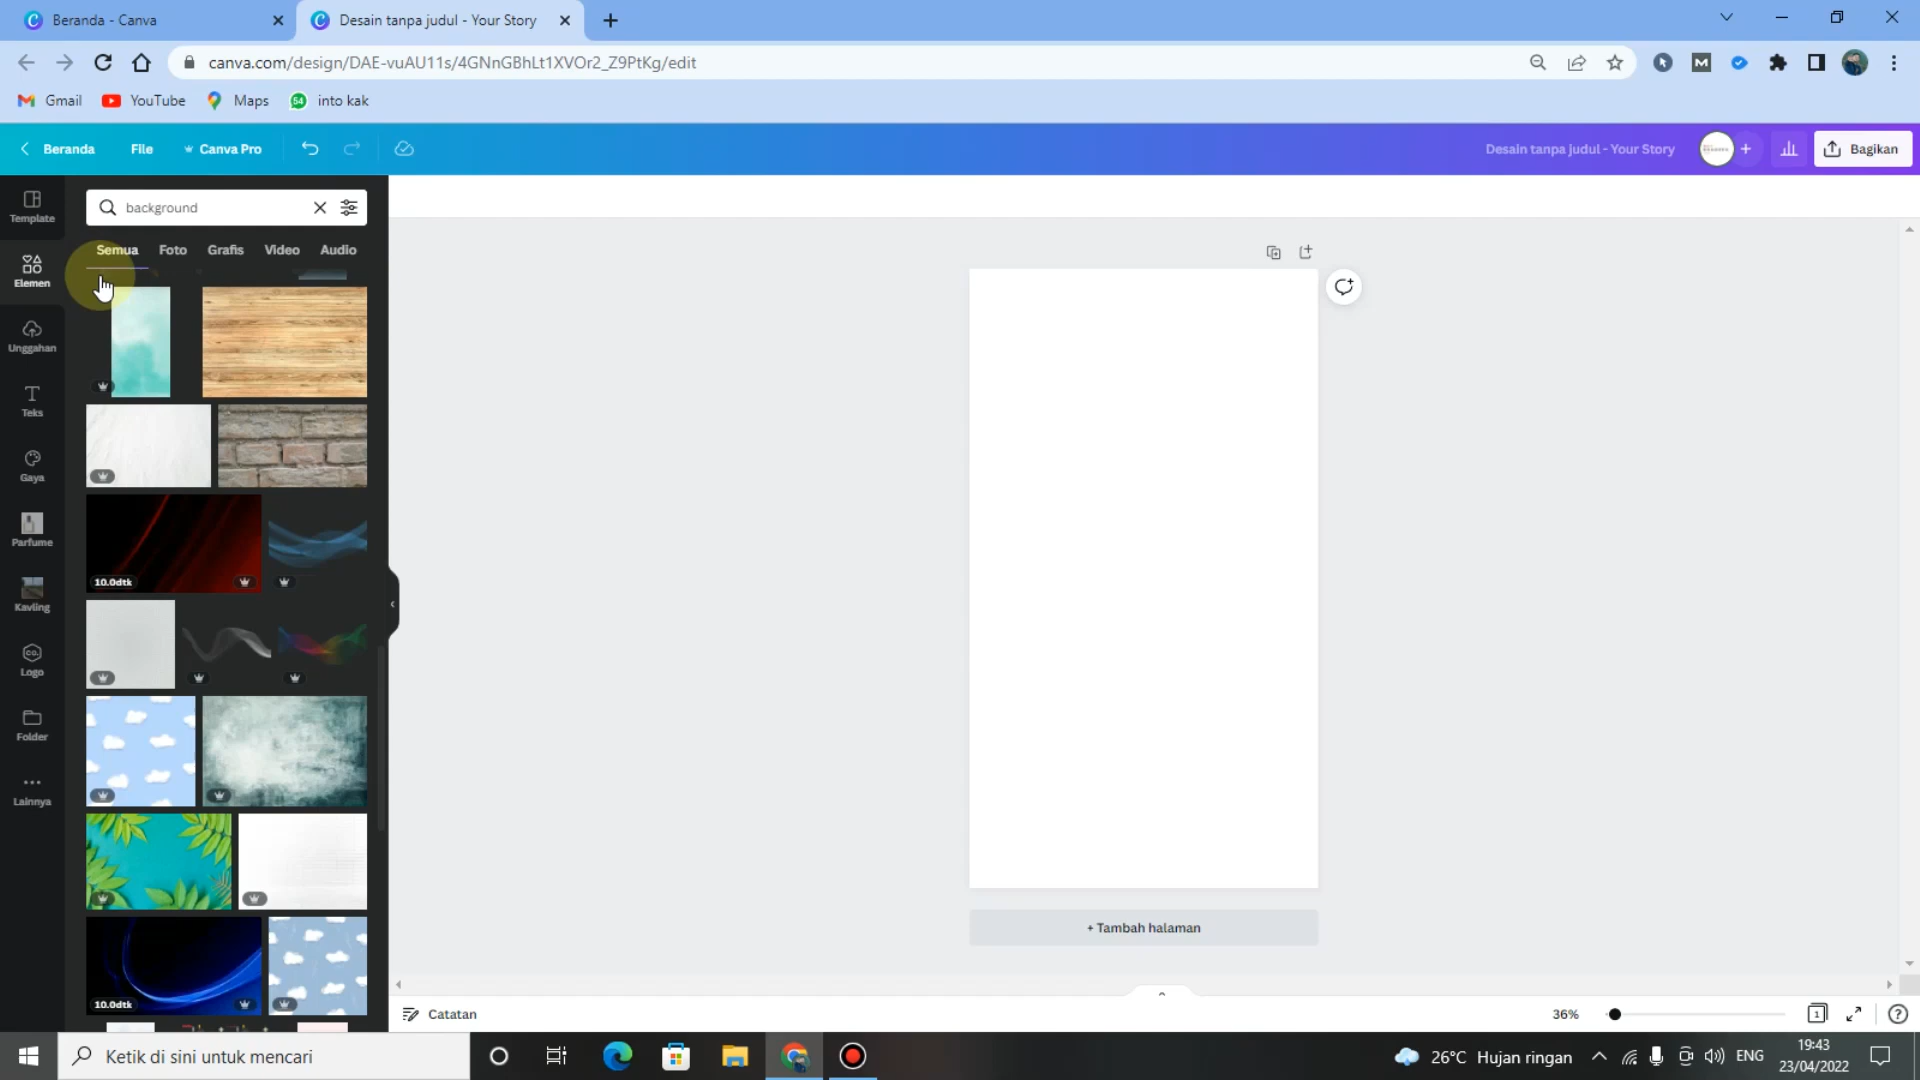 Beranda - Canva
Desain tanpa judul - Your Story
canva.com/design/DAE-vuAU11s/4GNnGBhLt1XVOr2_Z9PtKg/edit
M
Gmail
YouTube
Maps
54
into kak
Beranda
File
Canva Pro
Desain tanpa judul - Your Story
Bagikan
Template
background
Semua
Foto
Grafis
Video
Audio
Elemen
Unggahan
Teks
Gaya
Parfume
Kavling
CO.
Logo
Folder
Lainnya
10.0dtk
10.0dtk
+ Tambah halaman
Catatan
36%
1
Ketik di sini untuk mencari
26°C Hujan ringan
ENG
19:43
23/04/2022